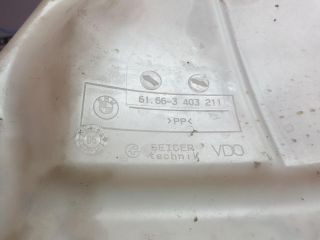 61.66-3 403 211
>PP<
GEIGER VDO
technik